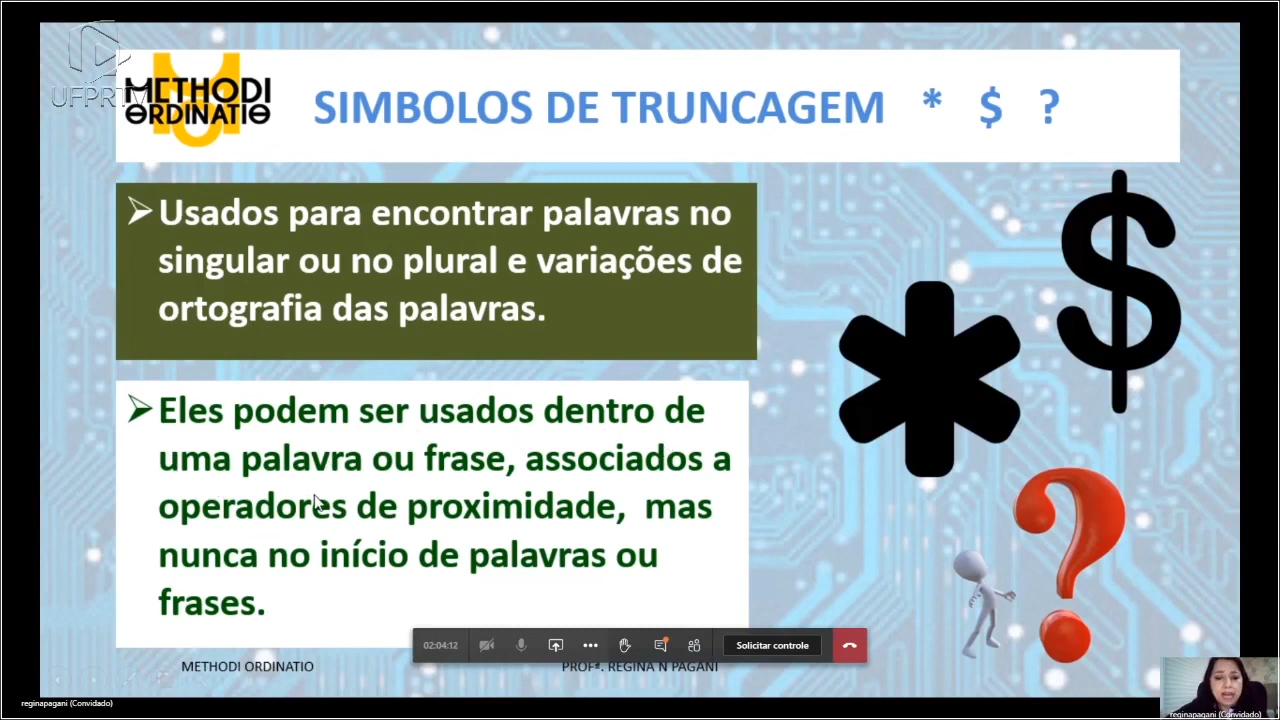 UFPRTV
METHODI
ORDINATIO
SIMBOLOS DE TRUNCAGEM * $ ?
➢Usados para encontrar palavras no
singular ou no plural e variações de
ortografia das palavras.
➢Eles podem ser usados dentro de
uma palavra ou frase, associados a
operadores de proximidade, mas
nunca no início de palavras ou
frases.
02:04:12
Solicitar controle
METHODI ORDINATIO
PROFª. REGINA N PAGANI
reginapagani (Convidado)
reginapagani (Convidado)